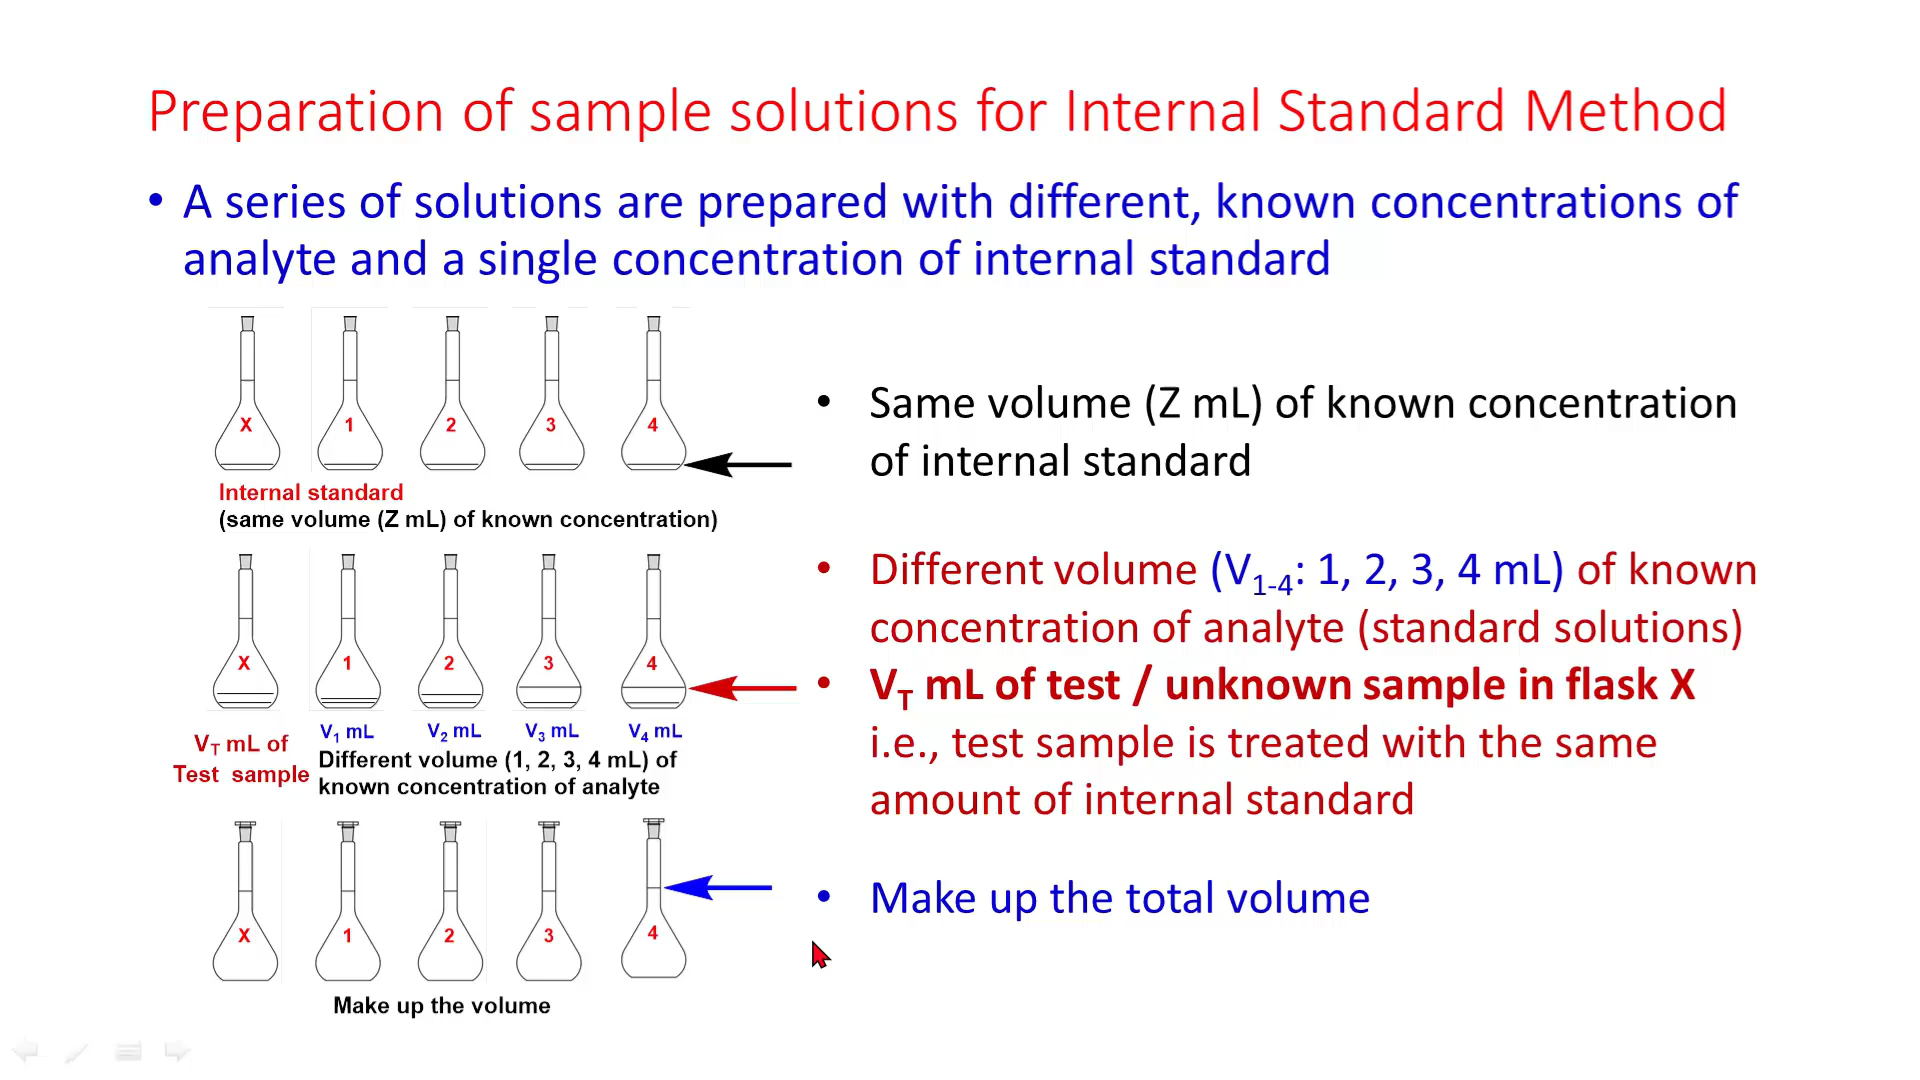 Preparation of sample solutions for Internal Standard Method
• A series of solutions are prepared with different, known concentrations of
analyte and a single concentration of internal standard
X 1 2 3 4
Internal standard
(same volume (Z mL) of known concentration)
• Same volume (Z mL) of known concentration
of internal standard
X 1 2 3 4
V₁ mL V₂ mL V₃ mL V₄ mL
V_T mL of
Test sample
Different volume (1, 2, 3, 4 mL) of
known concentration of analyte
• Different volume (V₁₋₄: 1, 2, 3, 4 mL) of known
concentration of analyte (standard solutions)
• V_T mL of test / unknown sample in flask X
i.e., test sample is treated with the same
amount of internal standard
X 1 2 3 4
Make up the volume
• Make up the total volume